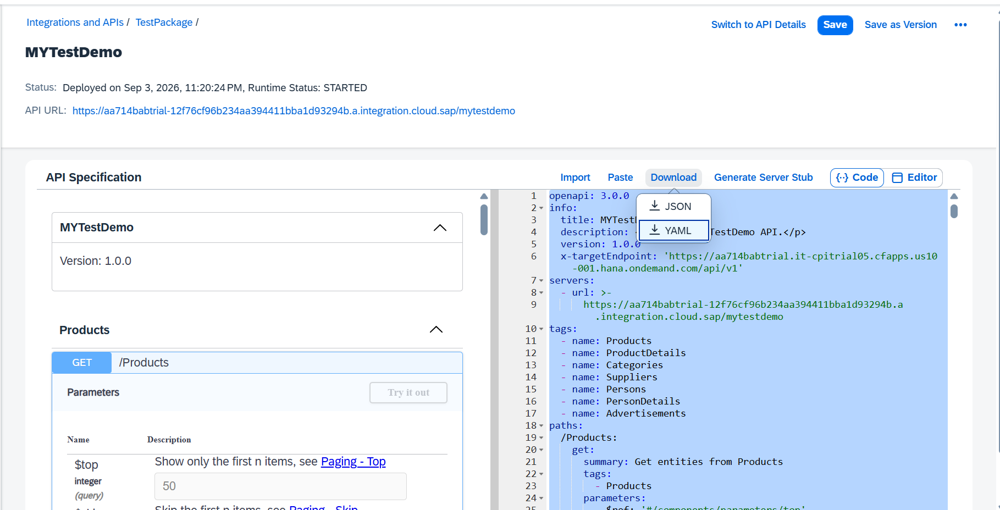 Integrations and APIs / TestPackage /
Switch to API Details Save Save as Version •••
MYTestDemo
Status: Deployed on Sep 3, 2026, 11:20:24 PM, Runtime Status: STARTED
API URL: https://aa714babtrial-12f76cf96b234aa394411bba1d93294b.a.integration.cloud.sap/mytestdemo
API Specification
Import Paste Download Generate Server Stub {··} Code Editor
JSON
YAML
MYTestDemo
Version: 1.0.0
Products
GET /Products
Parameters
Try it out
Name Description
$top
integer
(query)
Show only the first n items, see Paging - Top
50
Skip the first n items, see Paging - Skip
1 openapi: 3.0.0
2 info:
3 title: MYTest
4 description: TestDemo API.</p>
5 version: 1.0.0
6 x-targetEndpoint: 'https://aa714babtrial.it-cpitrial05.cfapps.us10
-001.hana.ondemand.com/api/v1'
7 servers:
8 - url: >-
9 https://aa714babtrial-12f76cf96b234aa394411bba1d93294b.a
.integration.cloud.sap/mytestdemo
10 tags:
11 - name: Products
12 - name: ProductDetails
13 - name: Categories
14 - name: Suppliers
15 - name: Persons
16 - name: PersonDetails
17 - name: Advertisements
18 paths:
19 /Products:
20 get:
21 summary: Get entities from Products
22 tags:
23 - Products
24 parameters:
25 - $ref: '#/components/parameters/top'